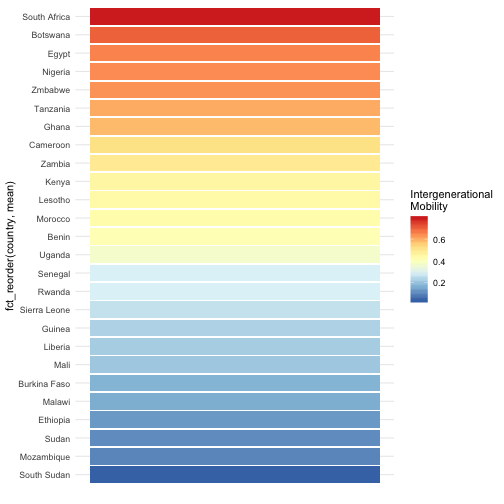 South Africa
Botswana
Egypt
Nigeria
Zmbabwe
Tanzania
Ghana
Cameroon
Zambia
Kenya
Lesotho
Morocco
Benin
Uganda
Senegal
Rwanda
Sierra Leone
Guinea
Liberia
Mali
Burkina Faso
Malawi
Ethiopia
Sudan
Mozambique
South Sudan
fct_reorder(country, mean)
Intergenerational
Mobility
0.6
0.4
0.2